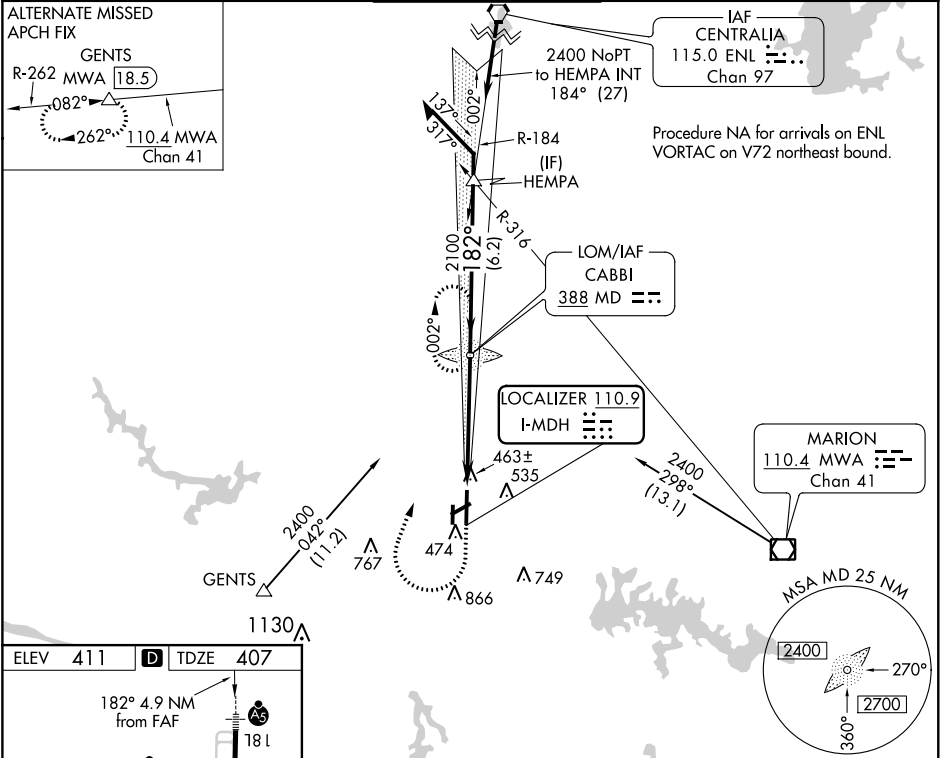 ALTERNATE MISSED
APCH FIX
GENTS
R-262 MWA 18.5
082°
262°
110.4 MWA
Chan 41
IAF
CENTRALIA
115.0 ENL
Chan 97
2400 NoPT
to HEMPA INT
184° (27)
Procedure NA for arrivals on ENL
VORTAC on V72 northeast bound.
002°
137°
317°
R-184
(IF)
HEMPA
R-316
2100
182°
(6.2)
LOM/IAF
CABBI
388 MD
002°
LOCALIZER 110.9
I-MDH
463±
535
2400
298°
(13.1)
MARION
110.4 MWA
Chan 41
2400
042°
(11.2)
GENTS
767
474
866
749
1130
MSA MD 25 NM
2400
270°
2700
360°
ELEV 411 D TDZE 407
182° 4.9 NM
from FAF
A5
18L